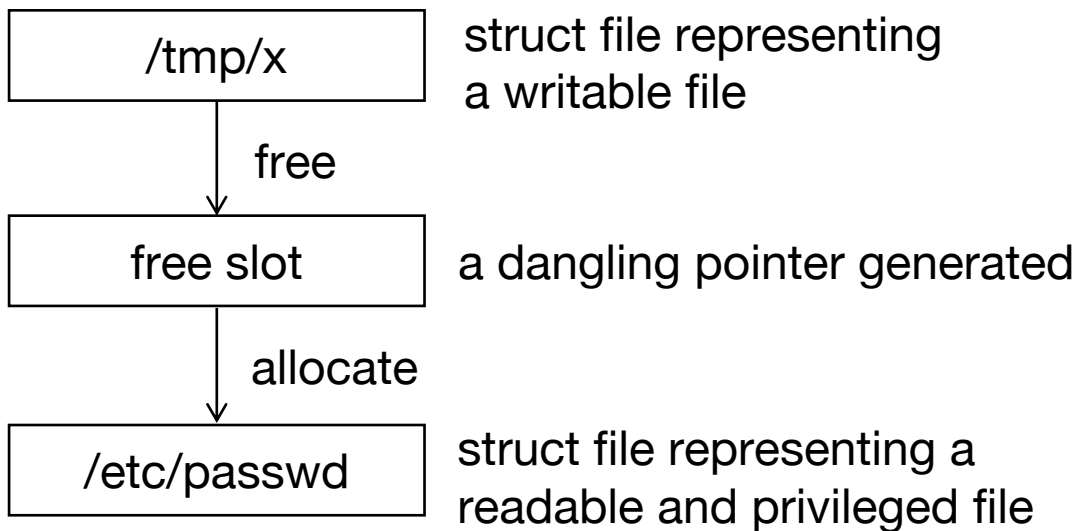 /tmp/x
struct file representing
a writable file
free
free slot
a dangling pointer generated
allocate
/etc/passwd
struct file representing a
readable and privileged file